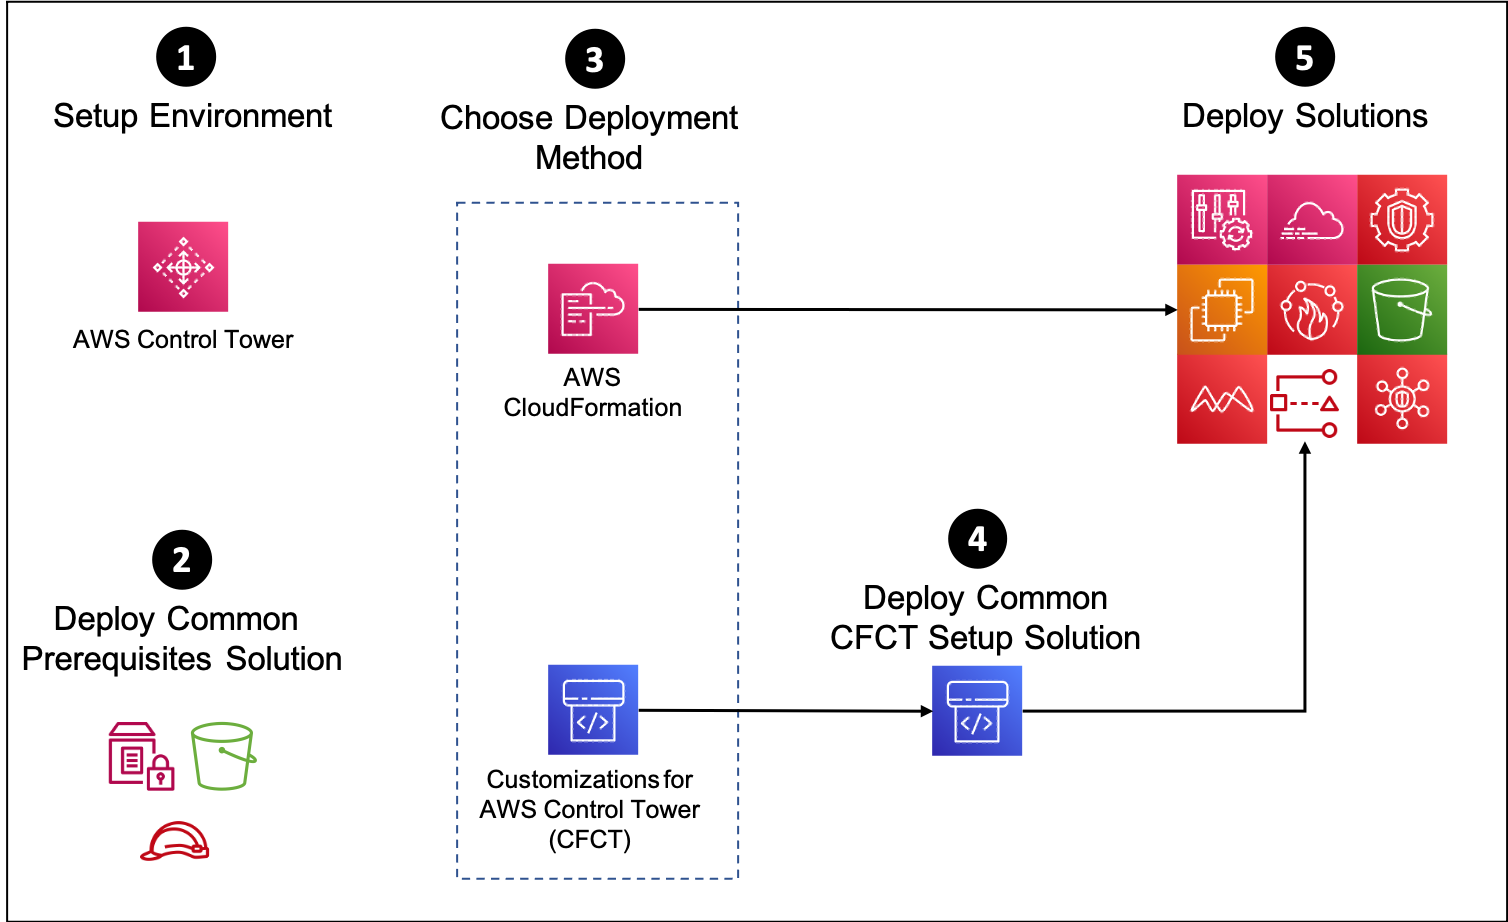 1
Setup Environment
AWS Control Tower
2
Deploy Common
Prerequisites Solution
3
Choose Deployment
Method
AWS
CloudFormation
</>
Customizations for
AWS Control Tower
(CFCT)
4
Deploy Common
CFCT Setup Solution
</>
5
Deploy Solutions